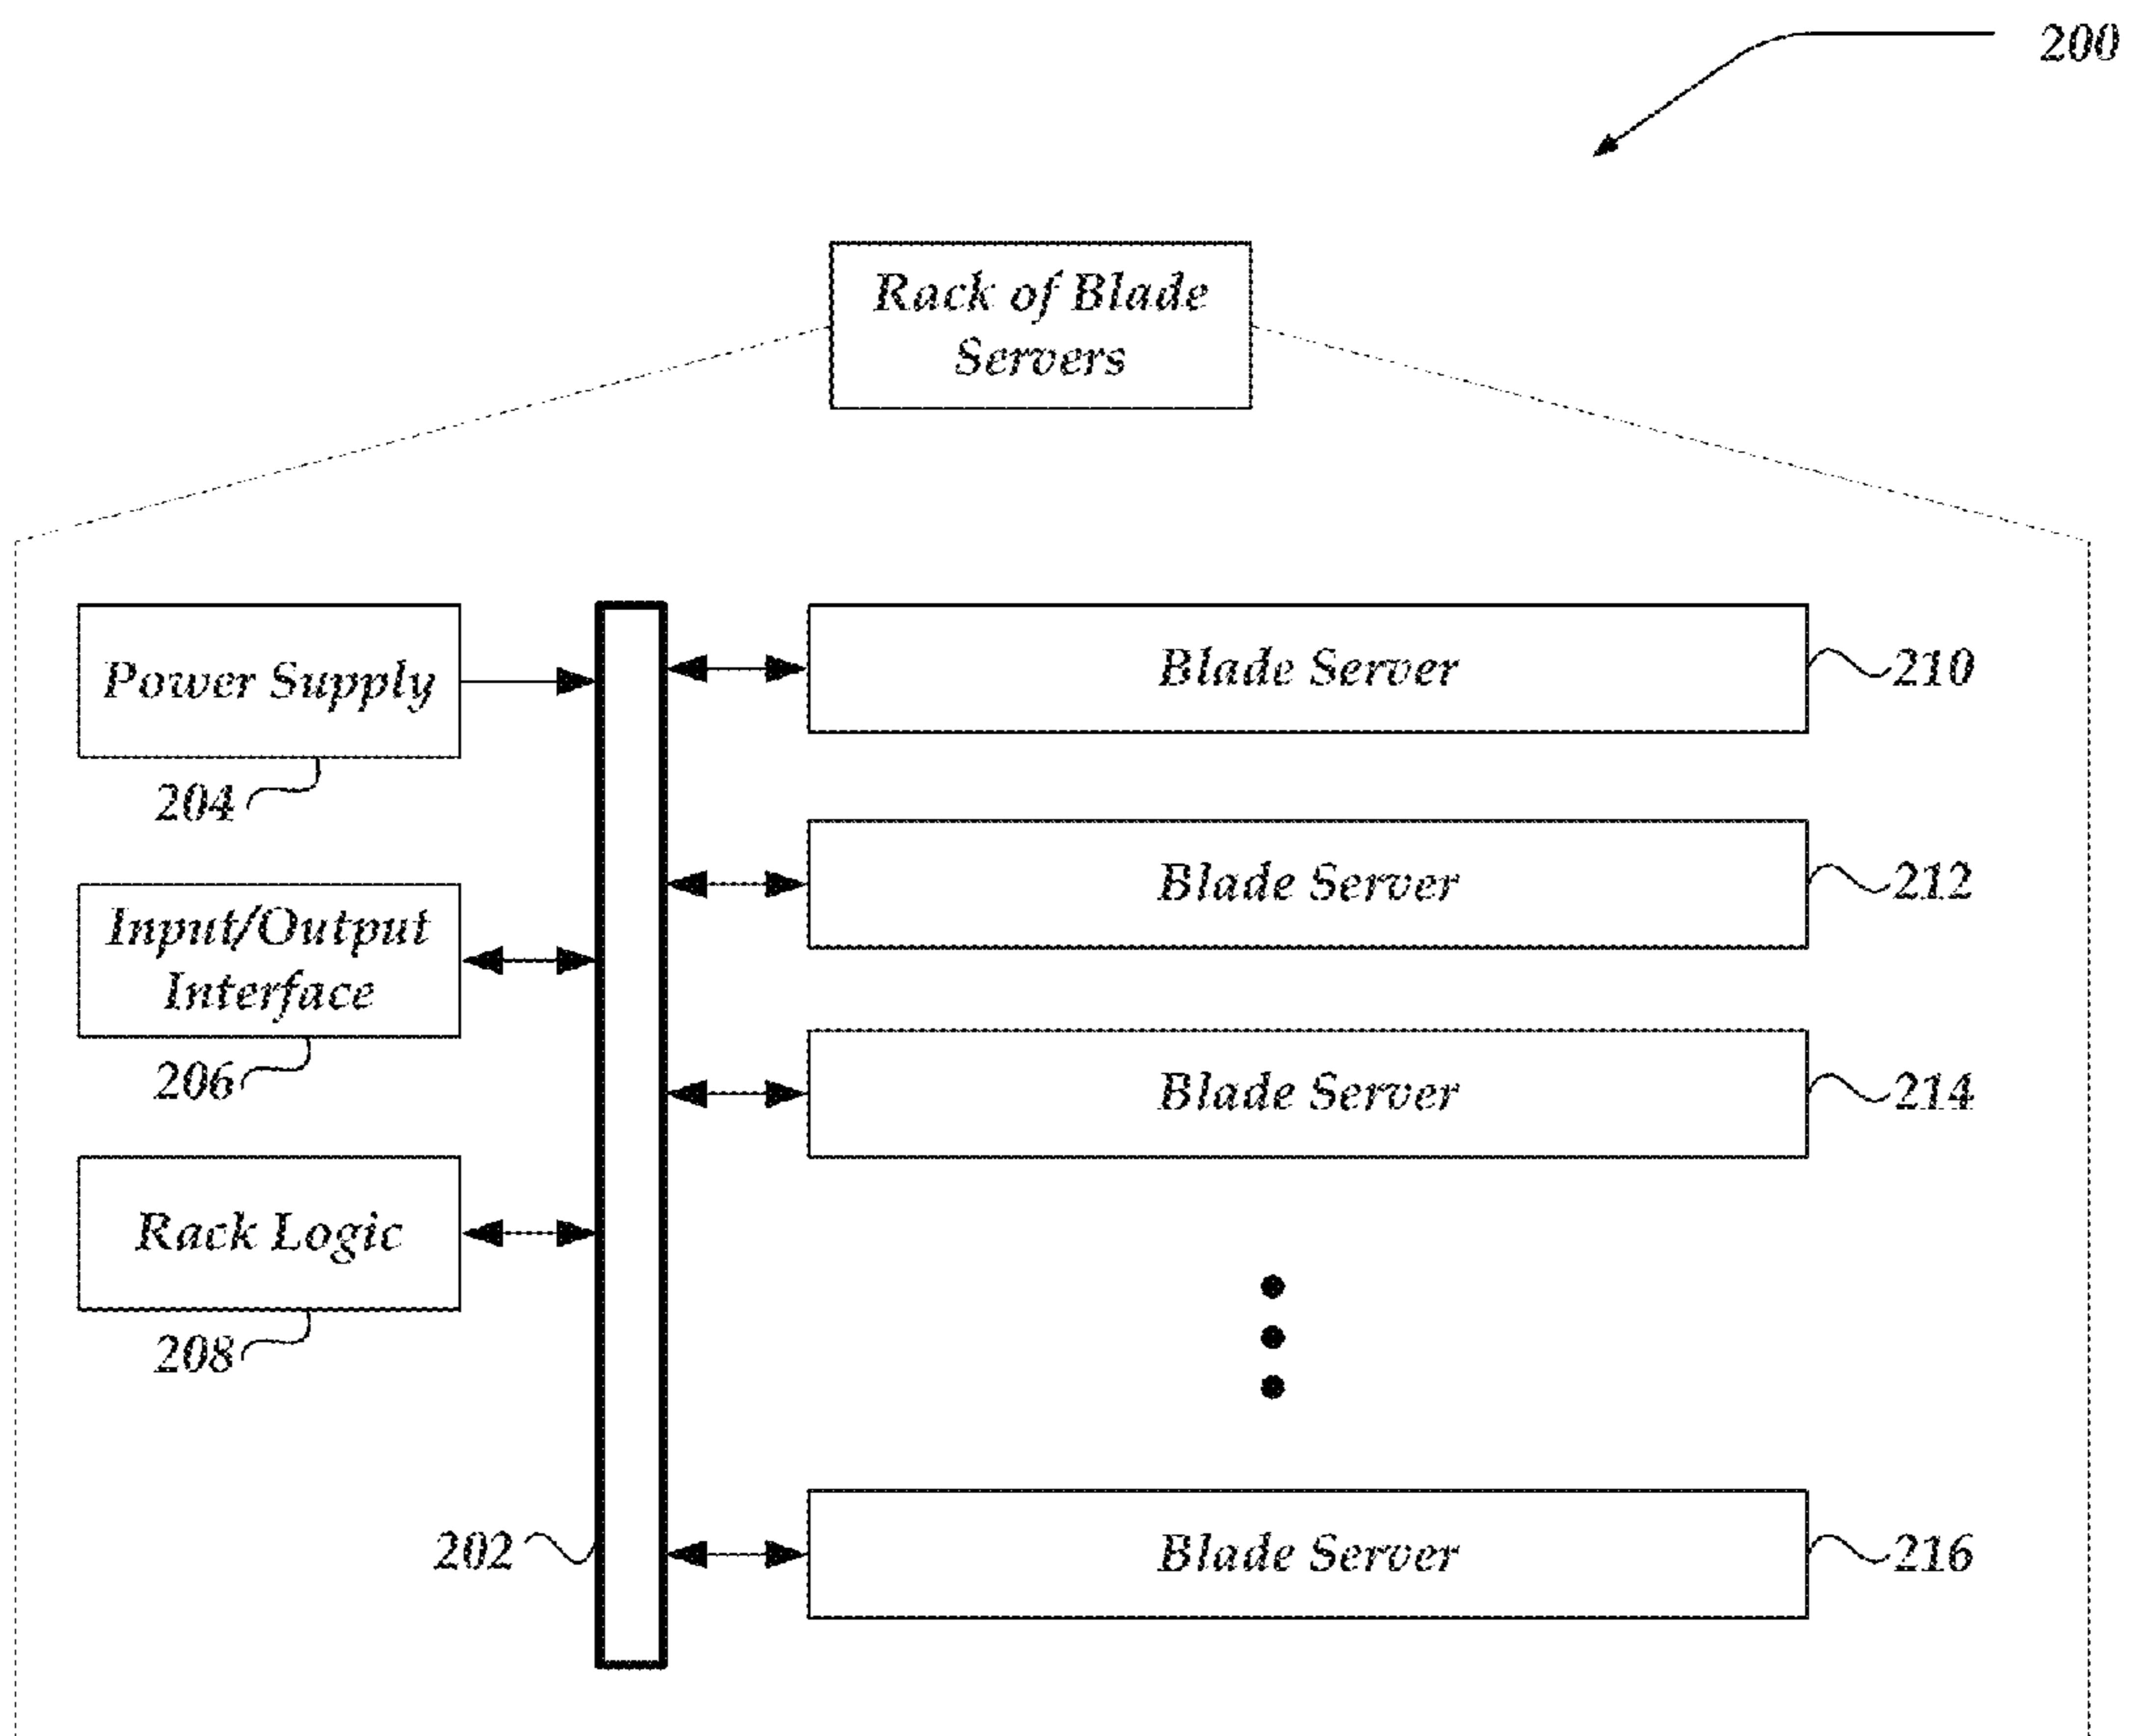 200
Rack of Blade
Servers
Power Supply
204
Input/Output
Interface
206
Rack Logic
208
202
Blade Server
210
Blade Server
212
Blade Server
214
Blade Server
216